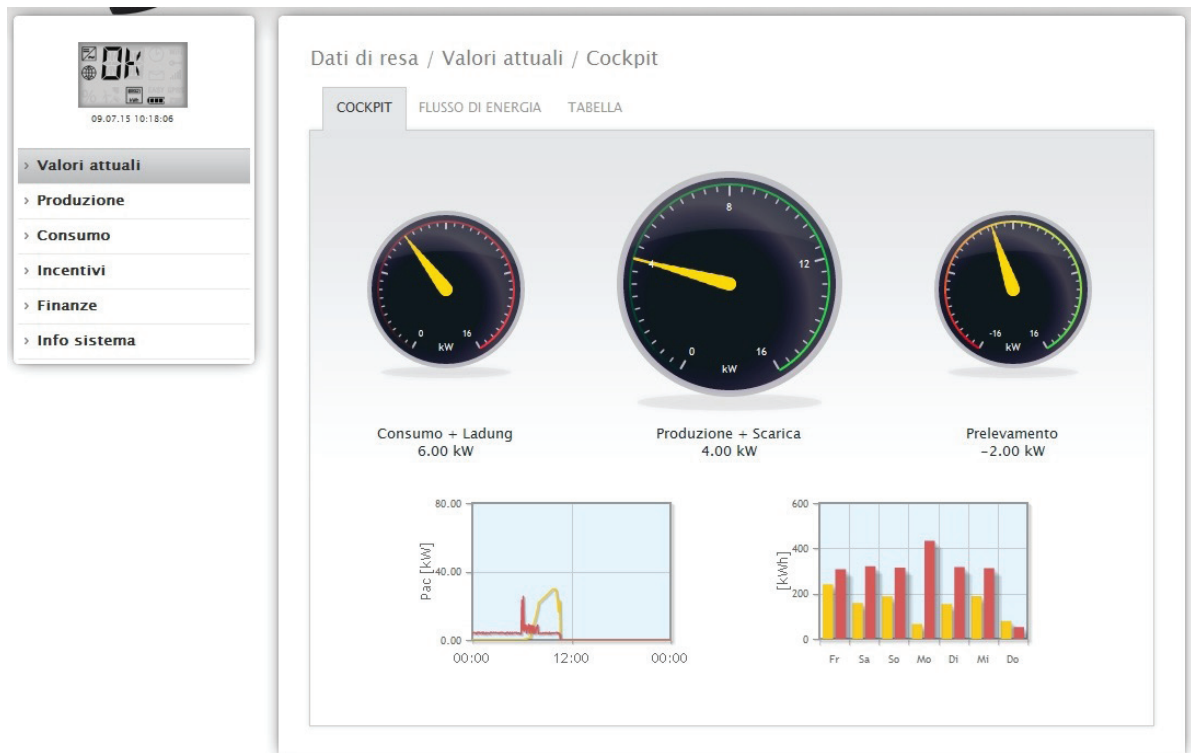 OK
09.07.15 10:18:06
› Valori attuali
› Produzione
› Consumo
› Incentivi
› Finanze
› Info sistema
Dati di resa / Valori attuali / Cockpit
COCKPIT FLUSSO DI ENERGIA TABELLA
0 16
kW
4 8 12
0 16
kW
-16 16
kW
Consumo + Ladung
6.00 kW
Produzione + Scarica
4.00 kW
Prelevamento
-2.00 kW
80.00
40.00
0.00
Pac [kW]
00:00 12:00 00:00
600
400
200
0
[kWh]
Fr Sa So Mo Di Mi Do